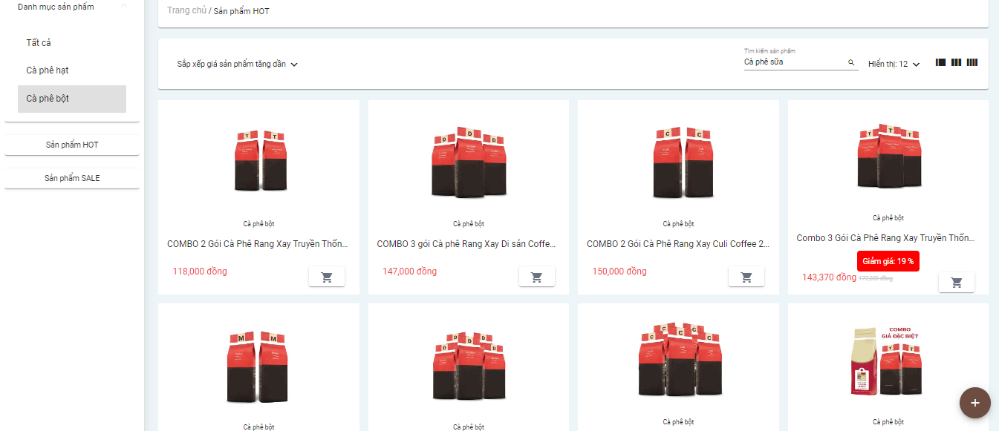 Danh mục sản phẩm
Tất cả
Cà phê hạt
Cà phê bột
Sản phẩm HOT
Sản phẩm SALE
Trang chủ / Sản phẩm HOT
Sắp xếp giá sản phẩm tăng dần
Tìm kiếm sản phẩm
Cà phê sữa
Hiển thị: 12
T T
D D D
C C
T T T
Cà phê bột
Cà phê bột
Cà phê bột
Cà phê bột
COMBO 2 Gói Cà Phê Rang Xay Truyền Thốn...
COMBO 3 gói Cà phê Rang Xay Di sản Coffe...
COMBO 2 Gói Cà Phê Rang Xay Culi Coffee 2...
Combo 3 Gói Cà Phê Rang Xay Truyền Thốn...
118,000 đồng
147,000 đồng
150,000 đồng
Giảm giá: 19 %
143,370 đồng 177,000 đồng
M M
D D D D D
C C C C C
COMBO
GIÁ ĐẶC BIỆT
T T
Cà phê bột
Cà phê bột
Cà phê bột
Cà phê bột